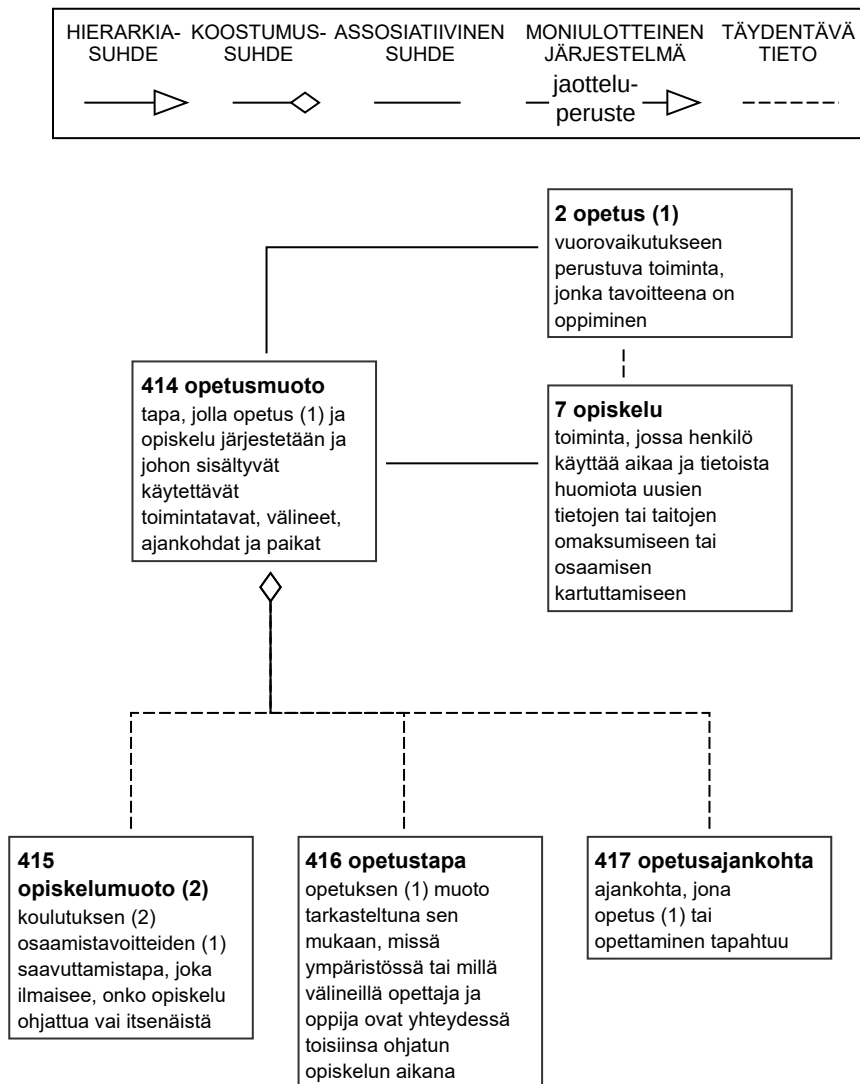 HIERARKIA-
SUHDE
KOOSTUMUS-
SUHDE
ASSOSIATIIVINEN
SUHDE
MONIULOTTEINEN
JÄRJESTELMÄ
TÄYDENTÄVÄ
TIETO
jaottelu-
peruste
2 opetus (1)
vuorovaikutukseen
perustuva toiminta,
jonka tavoitteena on
oppiminen
414 opetusmuoto
tapa, jolla opetus (1) ja
opiskelu järjestetään ja
johon sisältyvät
käytettävät
toimintatavat, välineet,
ajankohdat ja paikat
7 opiskelu
toiminta, jossa henkilö
käyttää aikaa ja tietoista
huomiota uusien
tietojen tai taitojen
omaksumiseen tai
osaamisen
kartuttamiseen
415
opiskelumuoto (2)
koulutuksen (2)
osaamistavoitteiden (1)
saavuttamistapa, joka
ilmaisee, onko opiskelu
ohjattua vai itsenäistä
416 opetustapa
opetuksen (1) muoto
tarkasteltuna sen
mukaan, missä
ympäristössä tai millä
välineillä opettaja ja
oppija ovat yhteydessä
toisiinsa ohjatun
opiskelun aikana
417 opetusajankohta
ajankohta, jona
opetus (1) tai
opettaminen tapahtuu